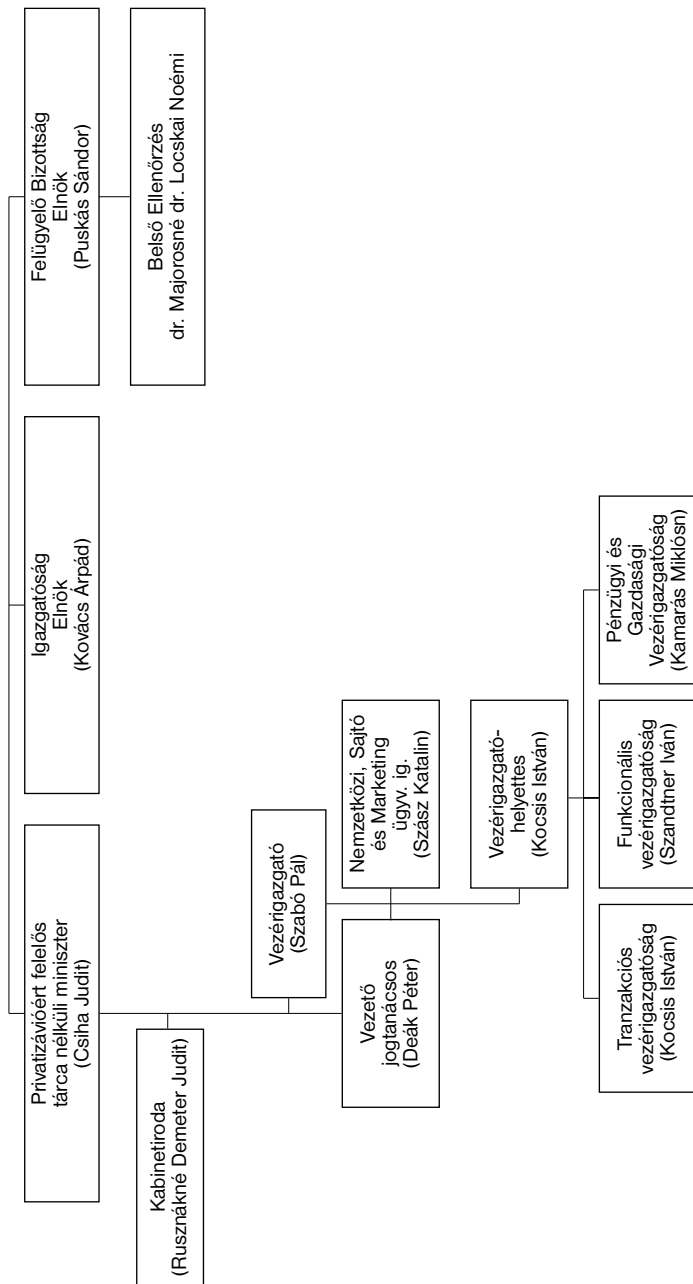 Privatizávióért felelős
tárca nélküli miniszter
(Csiha Judit)
Igazgatóság
Elnök
(Kovács Árpád)
Felügyelő Bizottság
Elnök
(Puskás Sándor)
Kabinetiroda
(Rusznákné Demeter Judit)
Belső Ellenőrzés
dr. Majorosné dr. Locskai Noémi
Vezérigazgató
(Szabó Pál)
Vezető
jogtanácsos
(Deák Péter)
Nemzetközi, Sajtó
és Marketing
ügyv. ig.
(Szász Katalin)
Vezérigazgató-
helyettes
(Kocsis István)
Tranzakciós
vezérigazgatóság
(Kocsis István)
Funkcionális
vezérigazgatóság
(Szandtner Iván)
Pénzügyi és
Gazdasági
Vezérigazgatóság
(Kamarás Miklósn)